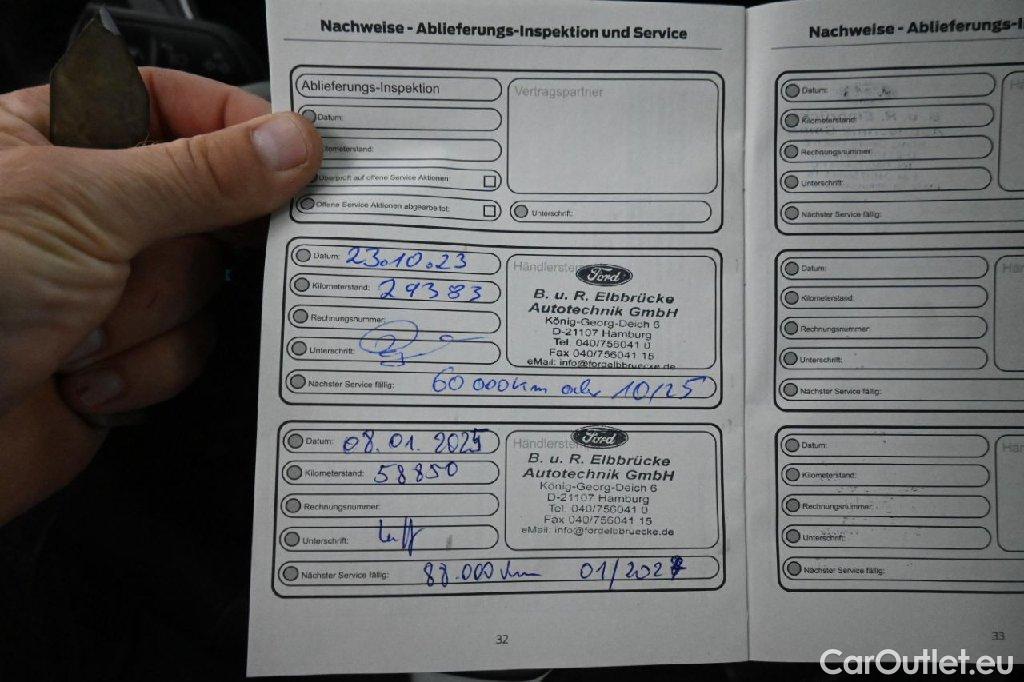 Nachweise - Ablieferungs-Inspektion und Service
Ablieferungs-Inspektion
Datum:
Kilometerstand:
Überprüft auf offene Service Aktionen:
Offene Service Aktionen abgearbeitet:
Vertragspartner
Unterschrift:
Datum: 23.10.23
Kilometerstand: 29383
Rechnungsnummer:
Unterschrift:
Nächster Service fällig: 60 000km oder 10/25
Ford
B. u. R. Elbbrücke
Autotechnik GmbH
König-Georg-Deich 6
D-21107 Hamburg
Tel. 040/756041 0
Fax 040/756041 15
eMail: info@fordelbbruecke.de
Datum: 08.01.2025
Kilometerstand: 58850
Rechnungsnummer:
Unterschrift:
Nächster Service fällig: 88.000 km 01/2027
Ford
B. u. R. Elbbrücke
Autotechnik GmbH
König-Georg-Deich 6
D-21107 Hamburg
Tel. 040/756041 0
Fax 040/756041 15
eMail: info@fordelbbruecke.de
32
Nachweise - Ablieferungs-I
Datum:
Kilometerstand:
Rechnungsnummer:
Unterschrift:
Nächster Service fällig:
Datum:
Kilometerstand:
Rechnungsnummer:
Unterschrift:
Nächster Service fällig:
Datum:
Kilometerstand:
Rechnungsnummer:
Unterschrift:
Nächster Service fällig:
33
CarOutlet.eu